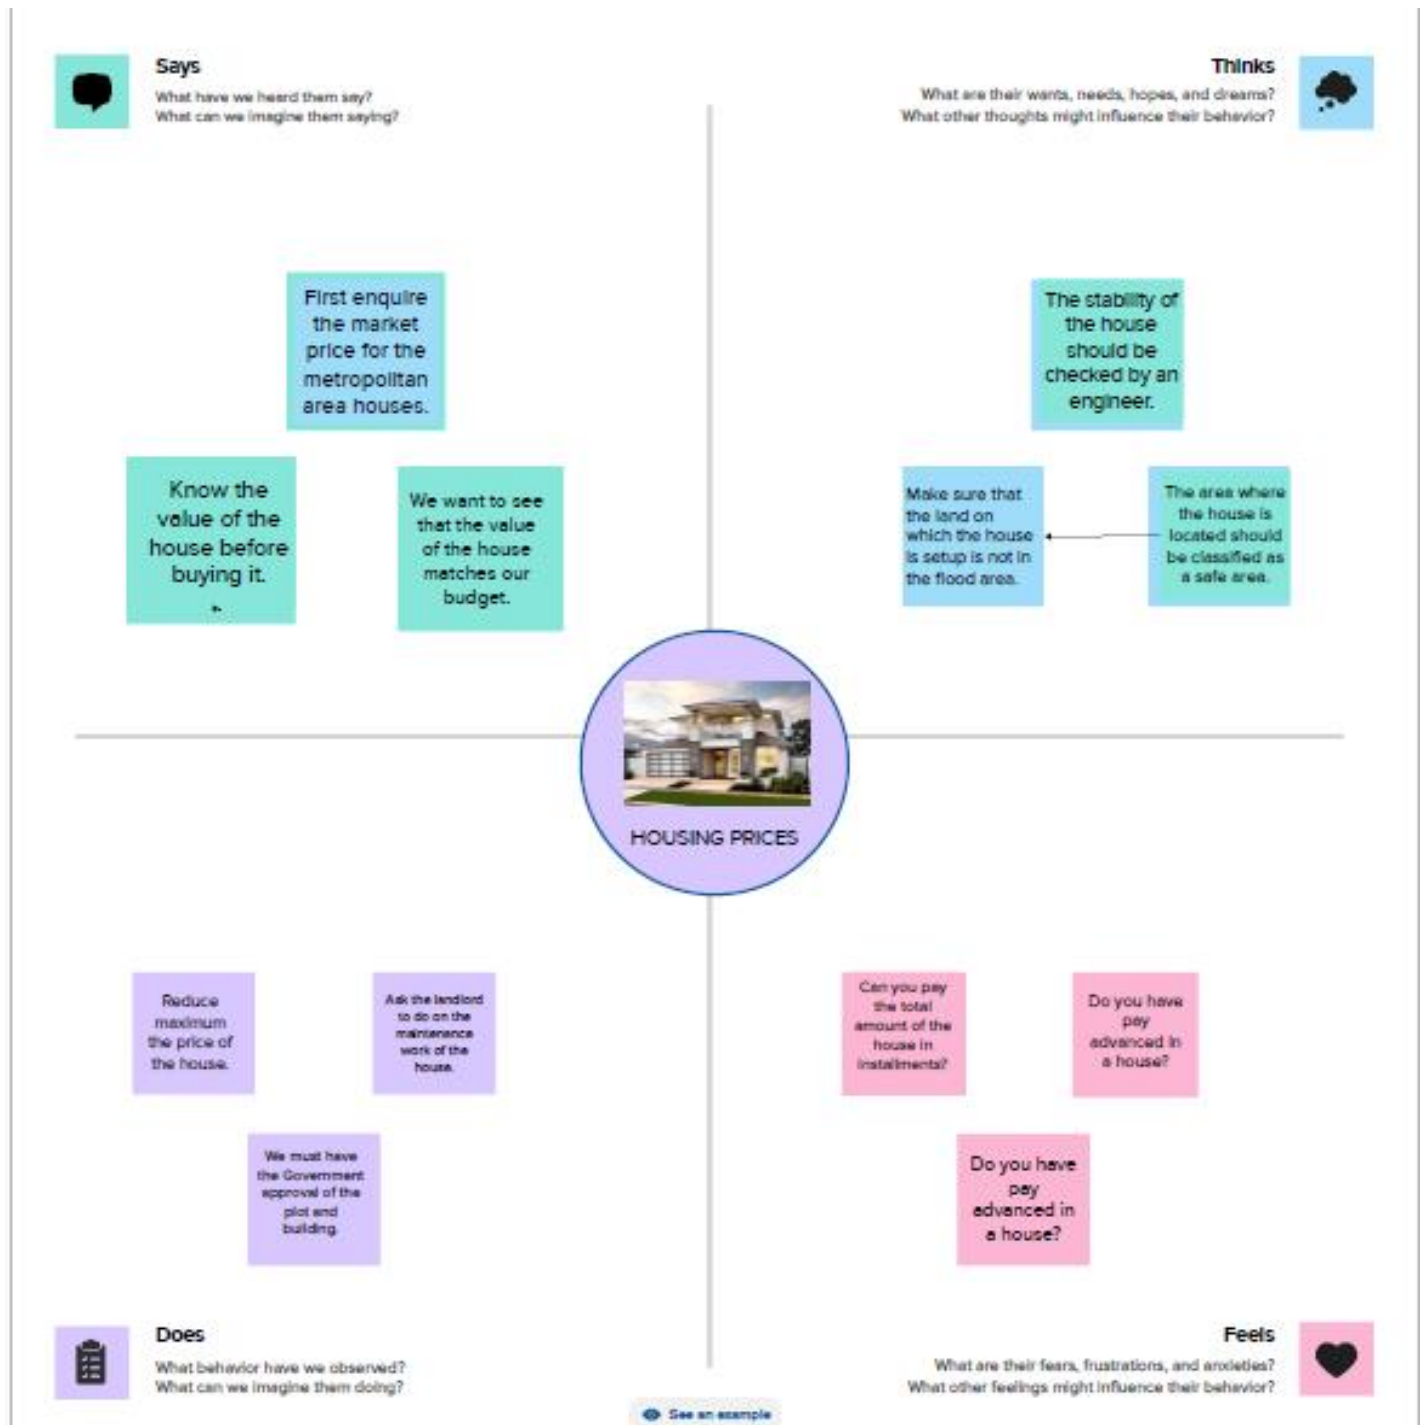 Says
What have we heard them say?
What can we imagine them saying?
Thinks
What are their wants, needs, hopes, and dreams?
What other thoughts might influence their behavior?
First enquire
the market
price for the
metropolitan
area houses.
Know the
value of the
house before
buying it.
We want to see
that the value
of the house
matches our
budget.
The stability of
the house
should be
checked by an
engineer.
Make sure that
the land on
which the house
is setup is not in
the flood area.
The area where
the house is
located should
be classified as
a safe area.
HOUSING PRICES
Reduce
maximum
the price of
the house.
Ask the landlord
to do on the
maintenance
work of the
house.
We must have
the Government
approval of the
plot and
building.
Can you pay
the total
amount of the
house in
installments?
Do you have
pay
advanced in
a house?
Do you have
pay
advanced in
a house?
Does
What behavior have we observed?
What can we imagine them doing?
Feels
What are their fears, frustrations, and anxieties?
What other feelings might influence their behavior?
See an example